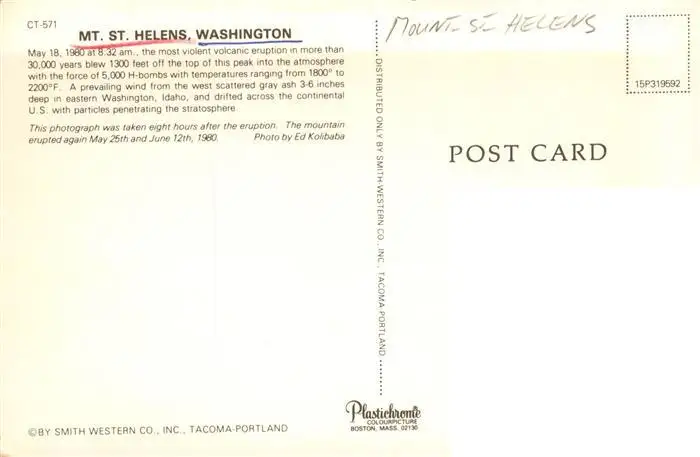 CT-571
MT. ST. HELENS, WASHINGTON
May 18, 1980 at 8:32 am., the most violent volcanic eruption in more than
30,000 years blew 1300 feet off the top of this peak into the atmosphere
with the force of 5,000 H-bombs with temperatures ranging from 1800° to
2200°F. A prevailing wind from the west scattered gray ash 3-6 inches
deep in eastern Washington, Idaho, and drifted across the continental
U.S. with particles penetrating the stratosphere.
This photograph was taken eight hours after the eruption. The mountain
erupted again May 25th and June 12th, 1980. Photo by Ed Kolibaba
©BY SMITH WESTERN CO., INC., TACOMA-PORTLAND
DISTRIBUTED ONLY BY SMITH-WESTERN CO., INC., TACOMA-PORTLAND
Plastichrome
COLOURPICTURE
BOSTON, MASS. 02130
MOUNT ST HELENS
15P319592
POST CARD